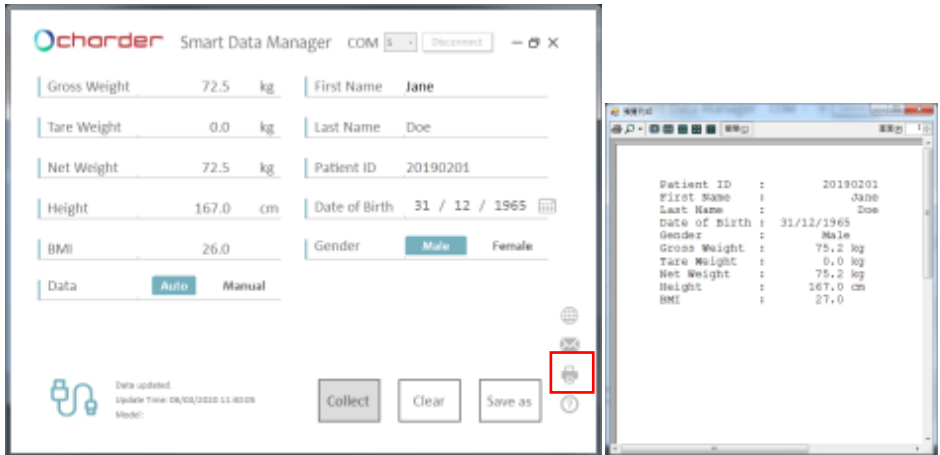 charder Smart Data Manager COM 5 Disconnect
Gross Weight 72.5 kg
First Name Jane
Tare Weight 0.0 kg
Last Name Doe
Net Weight 72.5 kg
Patient ID 20190201
Height 167.0 cm
Date of Birth 31 / 12 / 1965
BMI 26.0
Gender Male Female
Data Auto Manual
Data updated.
Model:
Collect Clear Save as
Patient ID : 20190201
First Name : Jane
Last Name : Doe
Date of Birth : 31/12/1965
Gender : Male
Gross Weight : 75.2 kg
Tare Weight : 0.0 kg
Net Weight : 75.2 kg
Height : 167.0 cm
BMI : 27.0